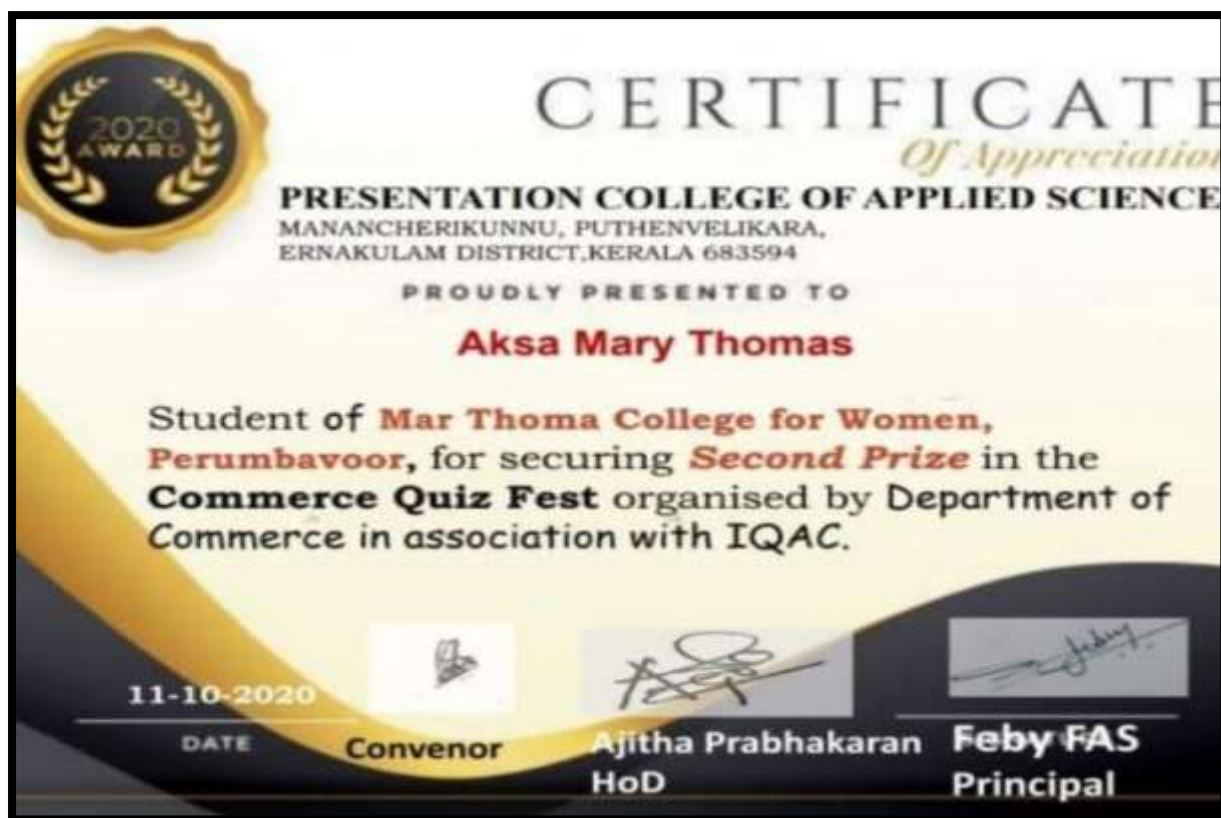 2020
AWARD
CERTIFICATE
Of Appreciation
PRESENTATION COLLEGE OF APPLIED SCIENCE
MANANCHERIKUNNU, PUTHENVELIKARA,
ERNAKULAM DISTRICT,KERALA 683594
PROUDLY PRESENTED TO
Aksa Mary Thomas
Student of Mar Thoma College for Women,
Perumbavoor, for securing Second Prize in the
Commerce Quiz Fest organised by Department of
Commerce in association with IQAC.
11-10-2020
DATE
Convenor
Ajitha Prabhakaran
HoD
Feby FAS
Principal